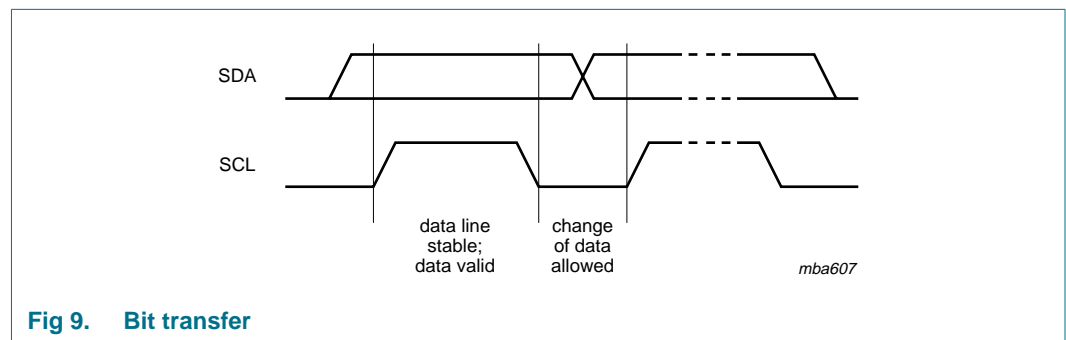 SDA
SCL
data line
stable;
data valid
change
of data
allowed
mba607
Fig 9. Bit transfer